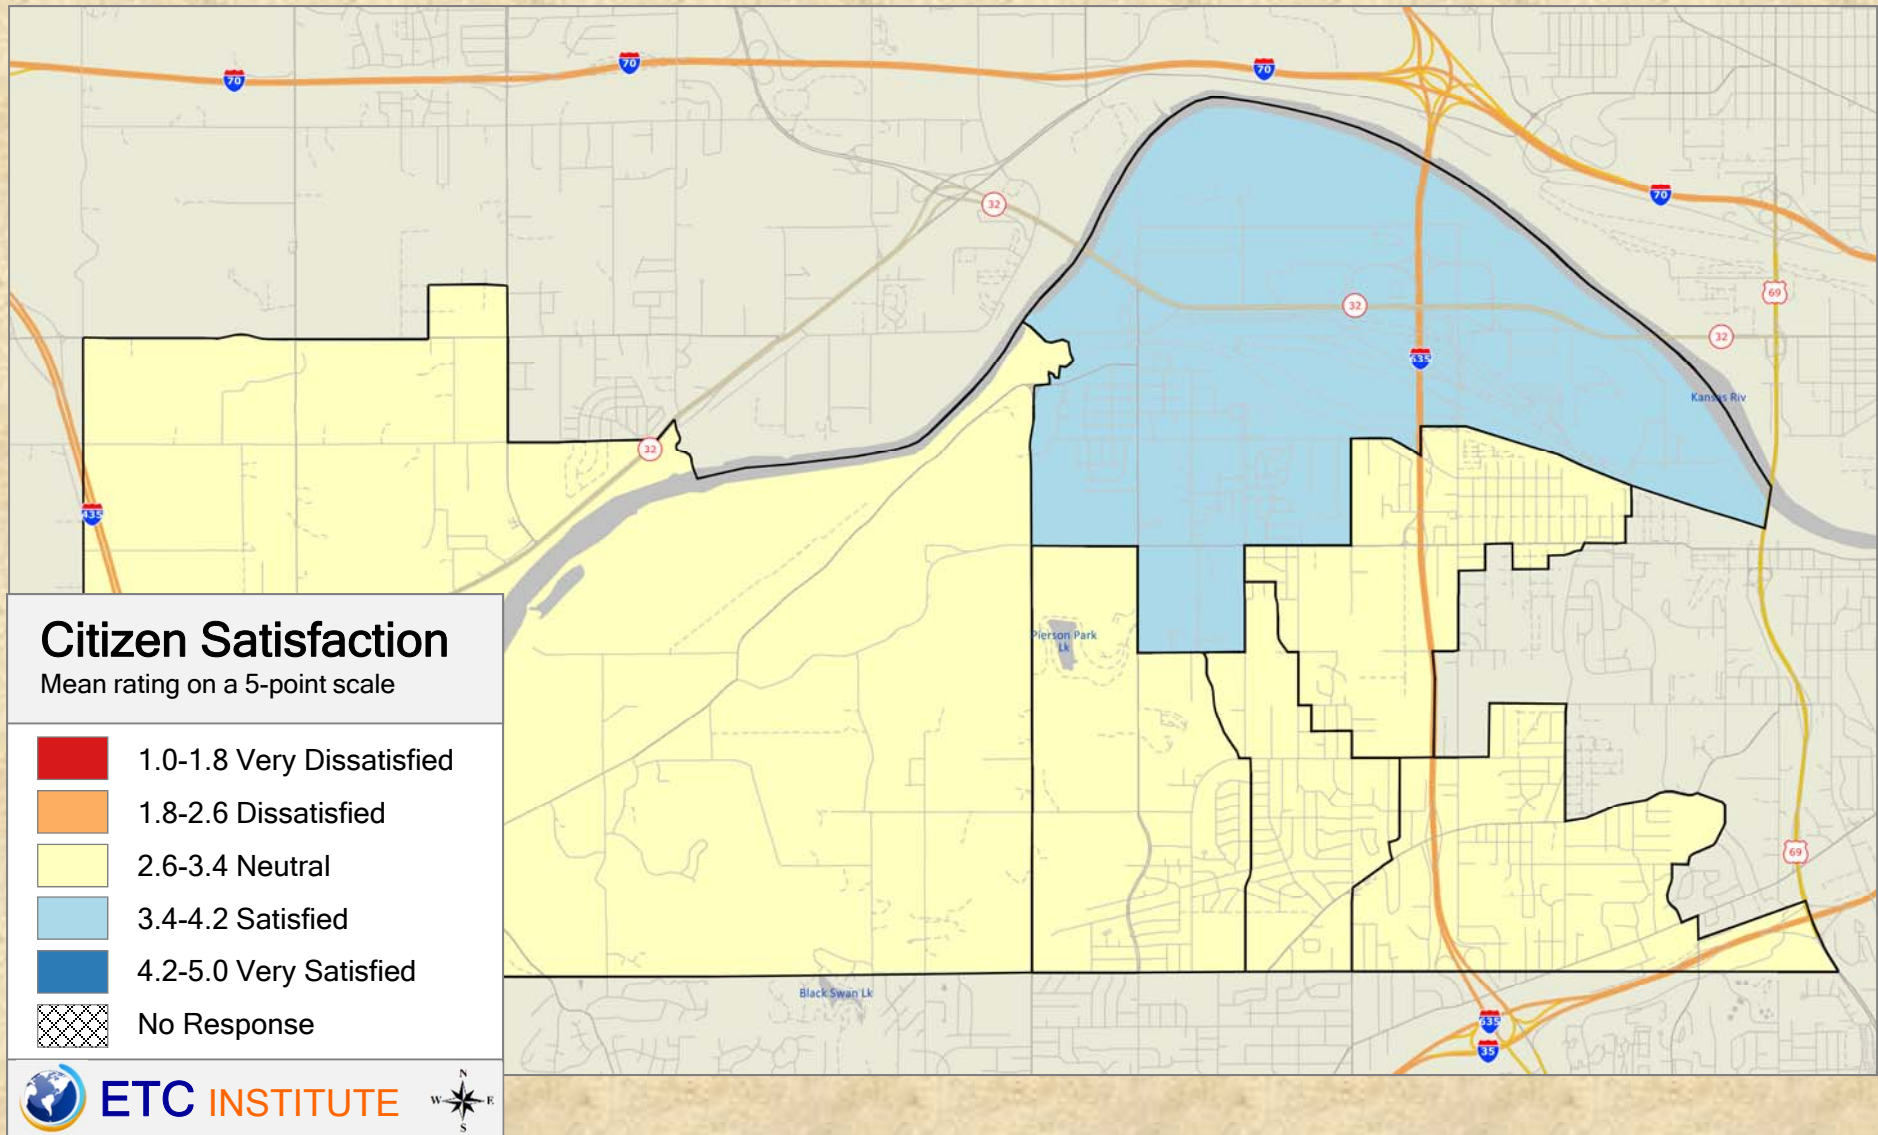 70
70
70
70
32
32
32
32
69
69
635
435
Kansas Riv
Pierson Park
Lk
Black Swan Lk
635
35
Citizen Satisfaction
Mean rating on a 5-point scale
1.0-1.8 Very Dissatisfied
1.8-2.6 Dissatisfied
2.6-3.4 Neutral
3.4-4.2 Satisfied
4.2-5.0 Very Satisfied
No Response
ETC INSTITUTE
N
W E
S